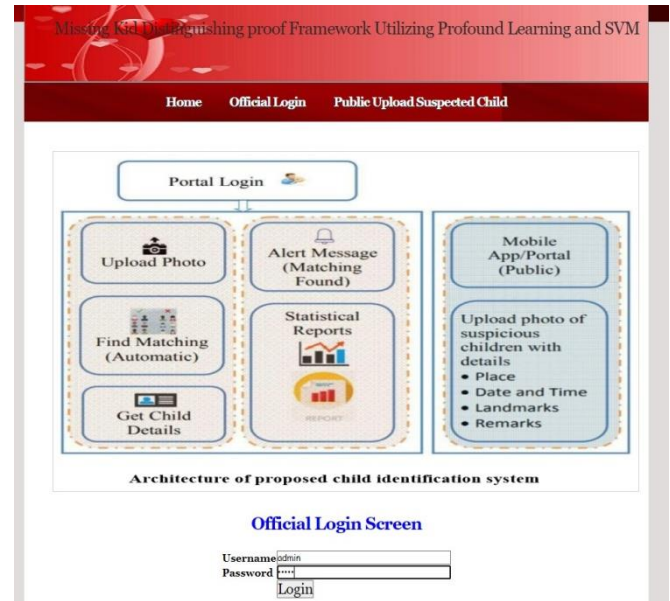 Missing Kid Distinguishing proof Framework Utilizing Profound Learning and SVM
Home Official Login Public Upload Suspected Child
Portal Login
Upload Photo
Find Matching
(Automatic)
Get Child
Details
Alert Message
(Matching
Found)
Statistical
Reports
REPORT
Mobile
App/Portal
(Public)
Upload photo of
suspicious
children with
details
• Place
• Date and Time
• Landmarks
• Remarks
Architecture of proposed child identification system
Official Login Screen
Username admin
Password •••••
Login